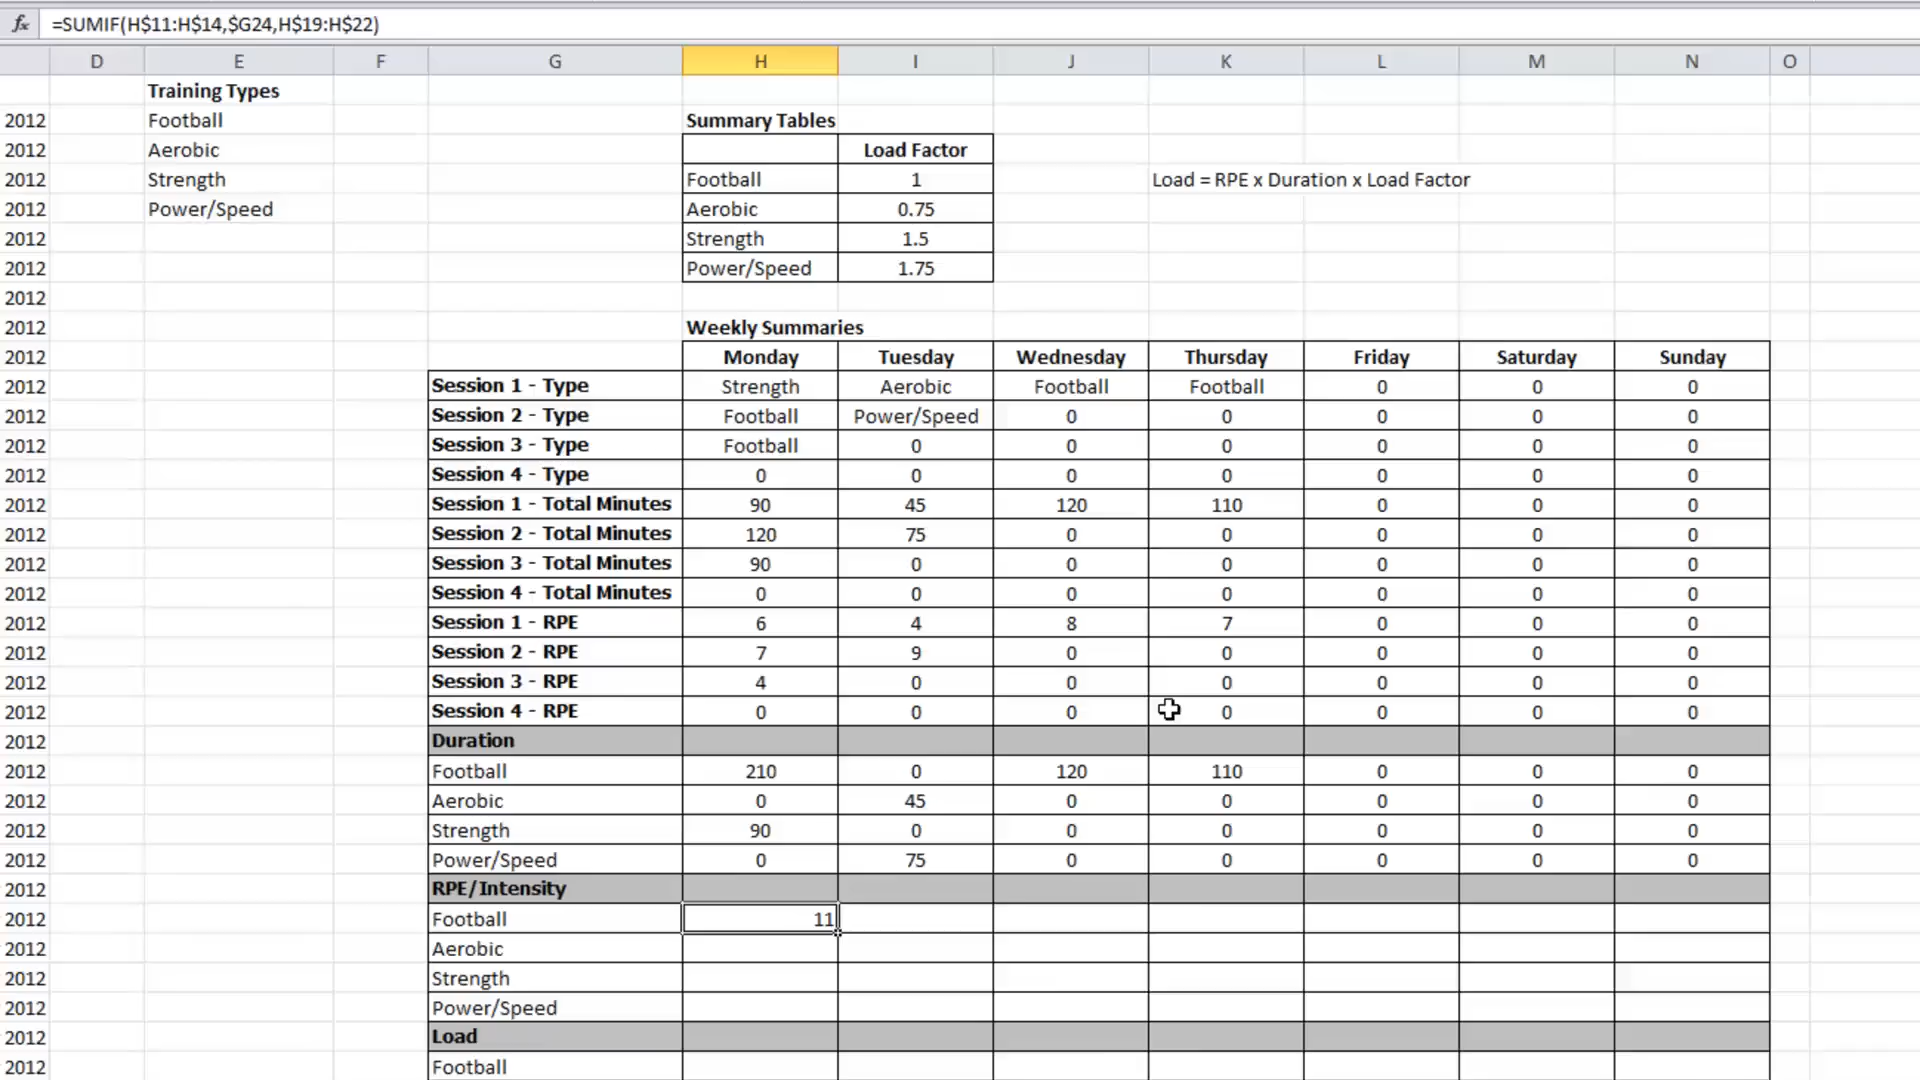 fx =SUMIF(H$11:H$14,$G24,H$19:H$22)
D E F G H I J K L M N O
Training Types
2012 Football Summary Tables
2012 Aerobic Load Factor
2012 Strength Football 1 Load = RPE x Duration x Load Factor
2012 Power/Speed Aerobic 0.75
2012 Strength 1.5
2012 Power/Speed 1.75
2012
2012 Weekly Summaries
2012 Monday Tuesday Wednesday Thursday Friday Saturday Sunday
2012 Session 1 - Type Strength Aerobic Football Football 0 0 0
2012 Session 2 - Type Football Power/Speed 0 0 0 0 0
2012 Session 3 - Type Football 0 0 0 0 0 0
2012 Session 4 - Type 0 0 0 0 0 0 0
2012 Session 1 - Total Minutes 90 45 120 110 0 0 0
2012 Session 2 - Total Minutes 120 75 0 0 0 0 0
2012 Session 3 - Total Minutes 90 0 0 0 0 0 0
2012 Session 4 - Total Minutes 0 0 0 0 0 0 0
2012 Session 1 - RPE 6 4 8 7 0 0 0
2012 Session 2 - RPE 7 9 0 0 0 0 0
2012 Session 3 - RPE 4 0 0 0 0 0 0
2012 Session 4 - RPE 0 0 0 0 0 0 0
2012 Duration
2012 Football 210 0 120 110 0 0 0
2012 Aerobic 0 45 0 0 0 0 0
2012 Strength 90 0 0 0 0 0 0
2012 Power/Speed 0 75 0 0 0 0 0
2012 RPE/Intensity
2012 Football 11
2012 Aerobic
2012 Strength
2012 Power/Speed
2012 Load
2012 Football